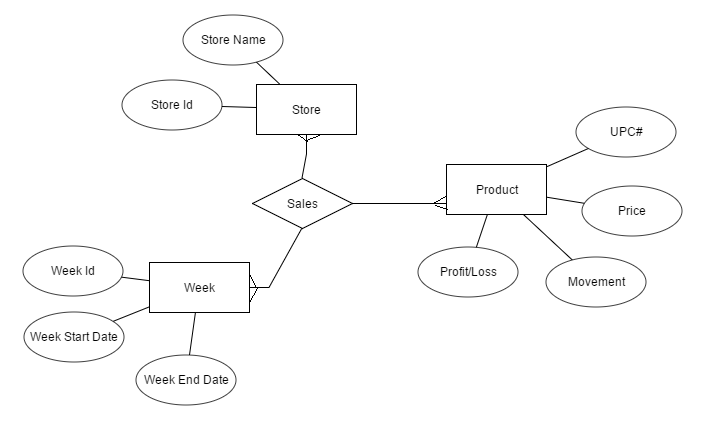 Store Name
Store Id
Store
UPC#
Product
Sales
Price
Week Id
Profit/Loss
Movement
Week
Week Start Date
Week End Date